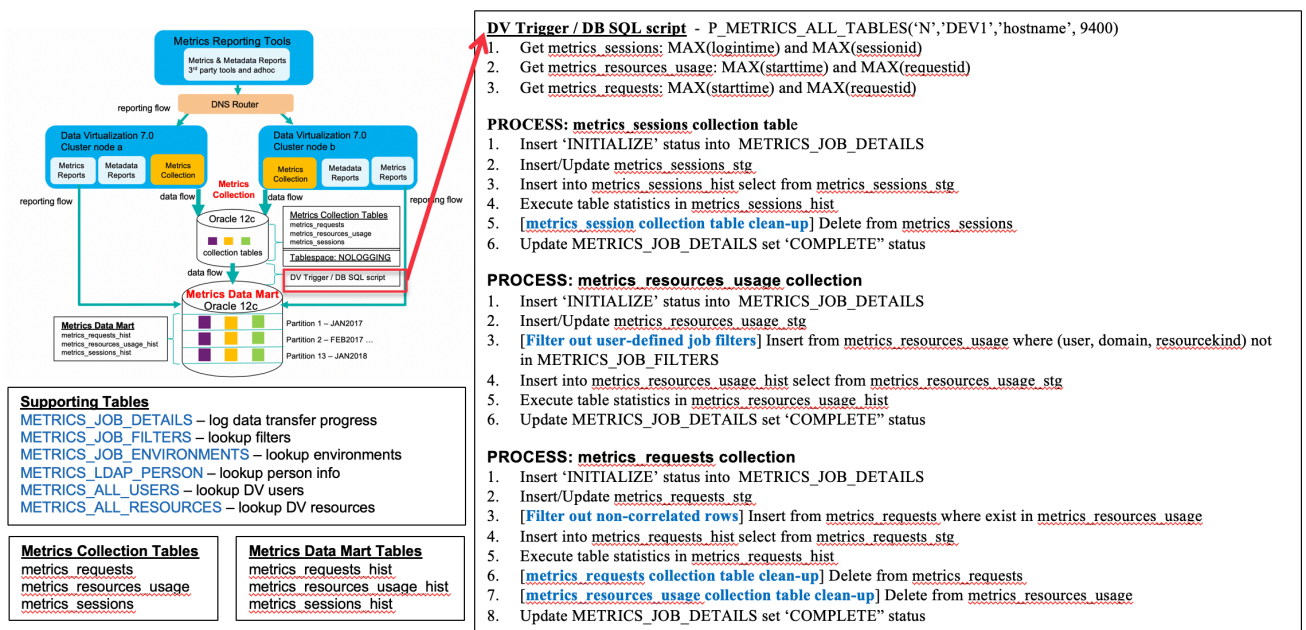 Metrics Reporting Tools
Metrics & Metadata Reports
3rd party tools and adhoc
reporting flow
DNS Router
Data Virtualization 7.0
Cluster node a
Metrics
Reports
Metadata
Reports
Metrics
Collection
Data Virtualization 7.0
Cluster node b
Metrics
Collection
Metadata
Reports
Metrics
Reports
reporting flow
data flow
Metrics
Collection
data flow
reporting flow
Oracle 12c
collection tables
Metrics Collection Tables
metrics_requests
metrics_resources_usage
metrics_sessions
Tablespace: NOLOGGING
data flow
DV Trigger / DB SQL script
Metrics Data Mart
Oracle 12c
Metrics Data Mart
metrics_requests_hist
metrics_resources_usage_hist
metrics_sessions_hist
Partition 1 – JAN2017
Partition 2 – FEB2017 ...
Partition 13 – JAN2018
Supporting Tables
METRICS_JOB_DETAILS – log data transfer progress
METRICS_JOB_FILTERS – lookup filters
METRICS_JOB_ENVIRONMENTS – lookup environments
METRICS_LDAP_PERSON – lookup person info
METRICS_ALL_USERS – lookup DV users
METRICS_ALL_RESOURCES – lookup DV resources
Metrics Collection Tables
metrics_requests
metrics_resources_usage
metrics_sessions
Metrics Data Mart Tables
metrics_requests_hist
metrics_resources_usage_hist
metrics_sessions_hist
DV Trigger / DB SQL script - P_METRICS_ALL_TABLES(‘N’,’DEV1’,’hostname’, 9400)
1. Get metrics_sessions: MAX(logintime) and MAX(sessionid)
2. Get metrics_resources_usage: MAX(starttime) and MAX(requestid)
3. Get metrics_requests: MAX(starttime) and MAX(requestid)
PROCESS: metrics_sessions collection table
1. Insert ‘INITIALIZE’ status into METRICS_JOB_DETAILS
2. Insert/Update metrics_sessions_stg
3. Insert into metrics_sessions_hist select from metrics_sessions_stg
4. Execute table statistics in metrics_sessions_hist
5. [metrics_session collection table clean-up] Delete from metrics_sessions
6. Update METRICS_JOB_DETAILS set ‘COMPLETE” status
PROCESS: metrics_resources_usage collection
1. Insert ‘INITIALIZE’ status into METRICS_JOB_DETAILS
2. Insert/Update metrics_resources_usage_stg
3. [Filter out user-defined job filters] Insert from metrics_resources_usage where (user, domain, resourcekind) not
in METRICS_JOB_FILTERS
4. Insert into metrics_resources_usage_hist select from metrics_resources_usage_stg
5. Execute table statistics in metrics_resources_usage_hist
6. Update METRICS_JOB_DETAILS set ‘COMPLETE” status
PROCESS: metrics_requests collection
1. Insert ‘INITIALIZE’ status into METRICS_JOB_DETAILS
2. Insert/Update metrics_requests_stg
3. [Filter out non-correlated rows] Insert from metrics_requests where exist in metrics_resources_usage
4. Insert into metrics_requests_hist select from metrics_requests_stg
5. Execute table statistics in metrics_requests_hist
6. [metrics_requests collection table clean-up] Delete from metrics_requests
7. [metrics_resources_usage collection table clean-up] Delete from metrics_resources_usage
8. Update METRICS_JOB_DETAILS set ‘COMPLETE” status